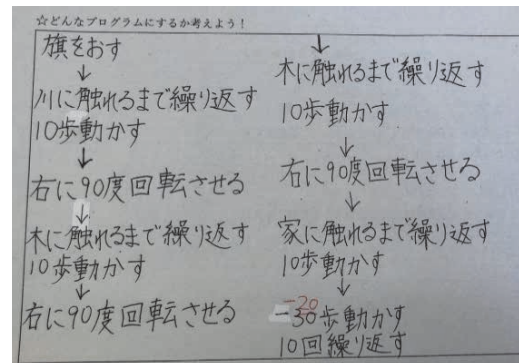 ☆どんなプログラムにするか考えよう！
旗をおす
↓
川に触れるまで繰り返す
10歩動かす
↓
右に90度回転させる
↓
木に触れるまで繰り返す
10歩動かす
↓
右に90度回転させる
↓
木に触れるまで繰り返す
10歩動かす
↓
右に90度回転させる
↓
家に触れるまで繰り返す
10歩動かす
↓
-20
-30歩動かす
10回繰り返す